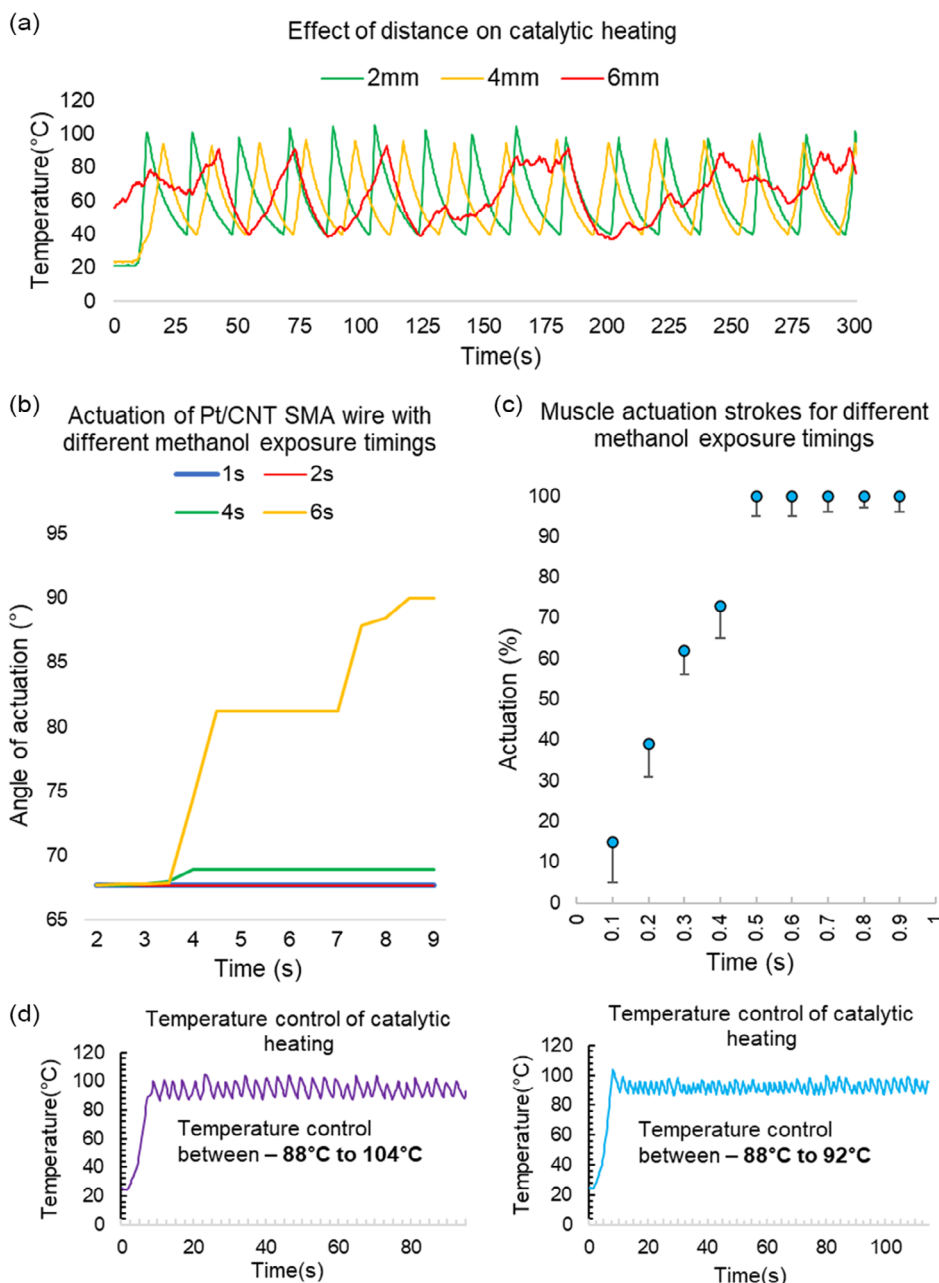 (a)
Effect of distance on catalytic heating
2mm 4mm 6mm
Temperature(°C)
120
100
80
60
40
20
0
0 25 50 75 100 125 150 175 200 225 250 275 300
Time(s)
(b)
Actuation of Pt/CNT SMA wire with
different methanol exposure timings
1s 2s
4s 6s
Angle of actuation (°)
95
90
85
80
75
70
65
2 3 4 5 6 7 8 9
Time (s)
(c)
Muscle actuation strokes for different
methanol exposure timings
Actuation (%)
100
90
80
70
60
50
40
30
20
10
0
0 0.1 0.2 0.3 0.4 0.5 0.6 0.7 0.8 0.9 1
Time (s)
(d)
Temperature control of catalytic
heating
Temperature(°C)
120
100
80
60
40
20
0
Temperature control
between – 88°C to 104°C
0 20 40 60 80
Time(s)
Temperature control of catalytic
heating
Temperature(°C)
120
100
80
60
40
20
0
Temperature control
between – 88°C to 92°C
0 20 40 60 80 100
Time(s)